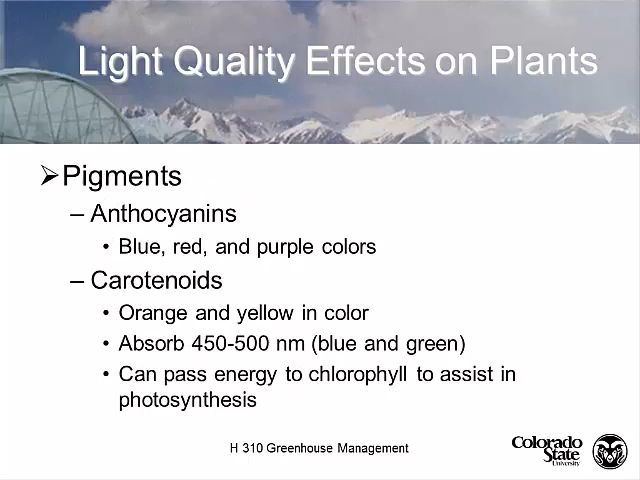 Light Quality Effects on Plants
➢Pigments
– Anthocyanins
• Blue, red, and purple colors
– Carotenoids
• Orange and yellow in color
• Absorb 450-500 nm (blue and green)
• Can pass energy to chlorophyll to assist in
photosynthesis
H 310 Greenhouse Management
Colorado
State
University